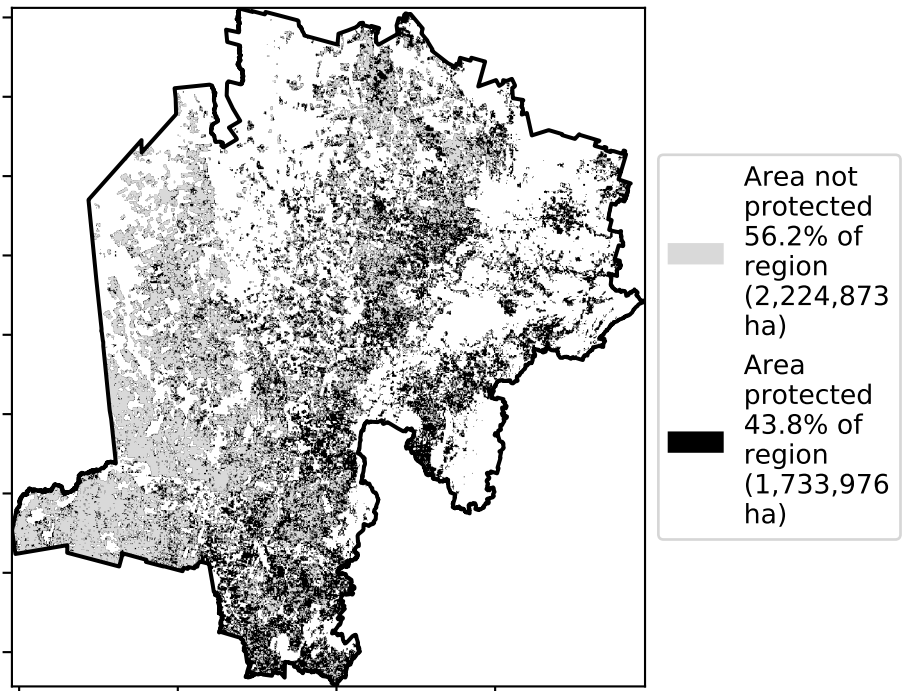 Area not
protected
56.2% of
region
(2,224,873
ha)
Area
protected
43.8% of
region
(1,733,976
ha)